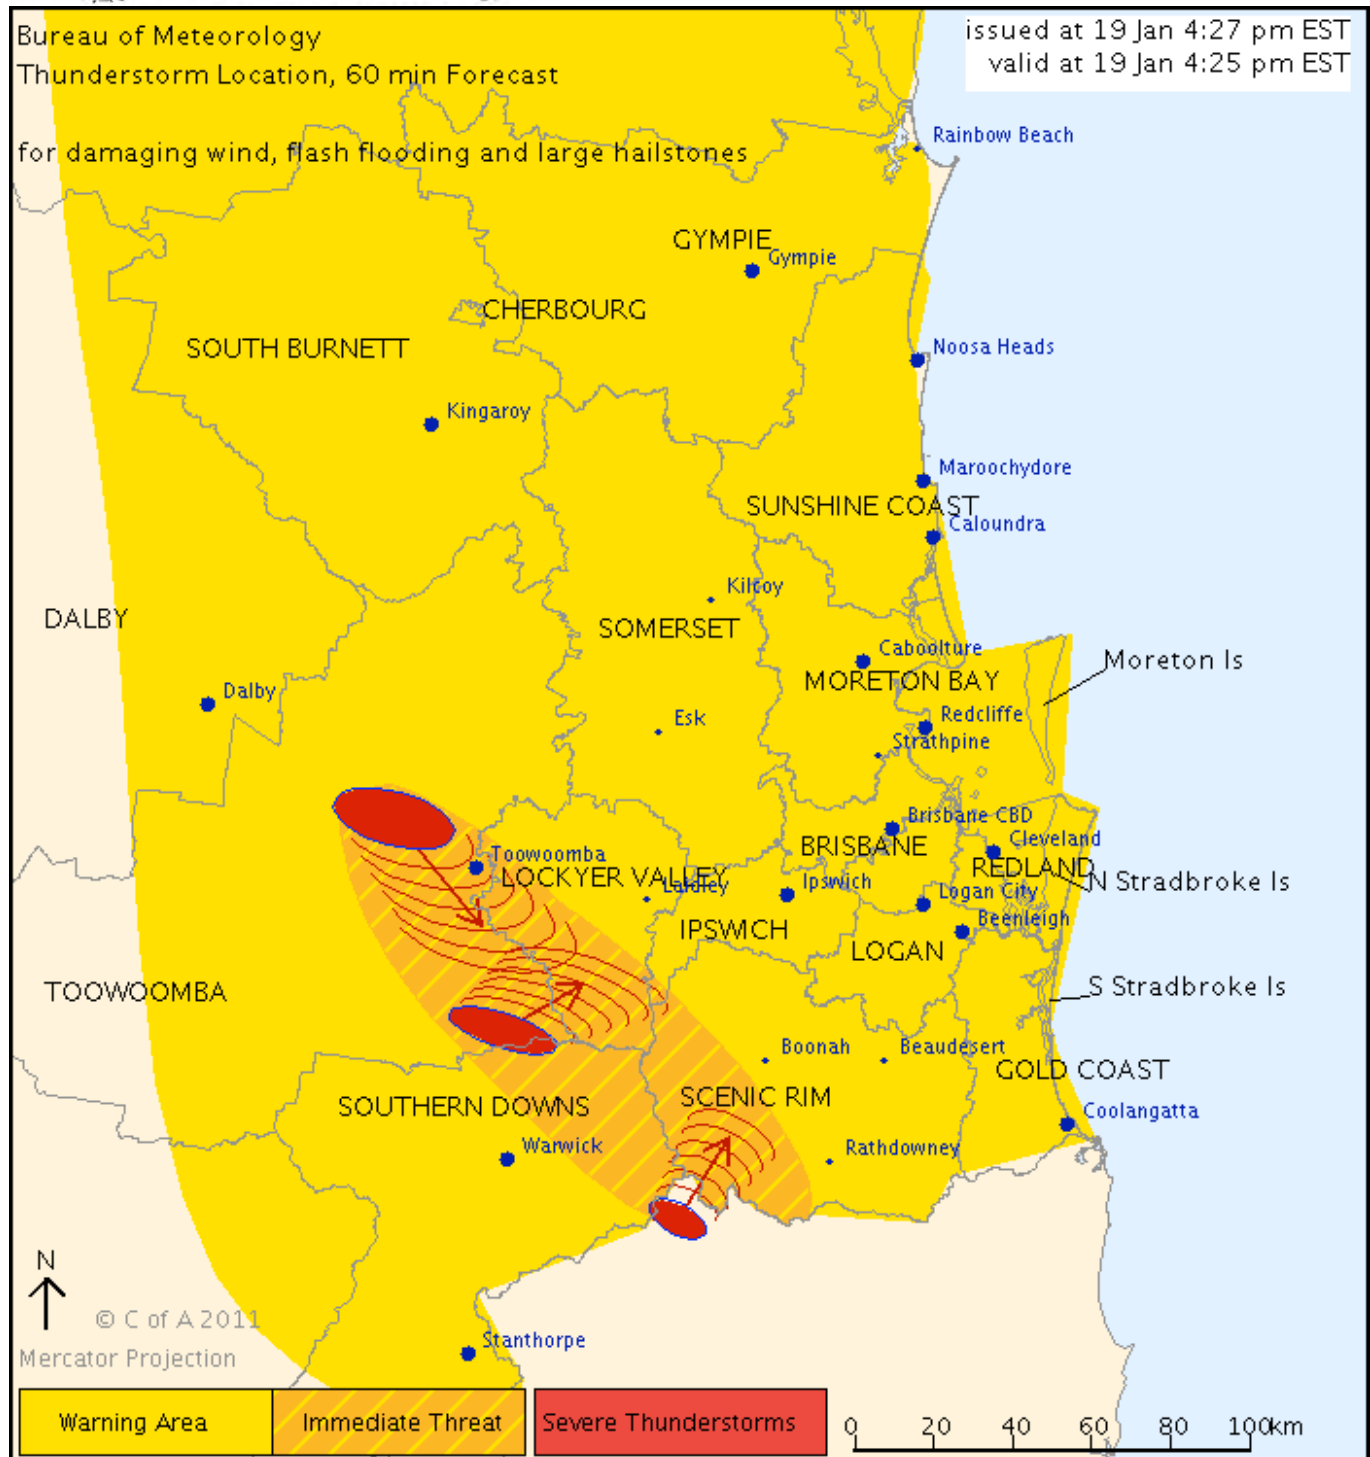 Bureau of Meteorology
Thunderstorm Location, 60 min Forecast
for damaging wind, flash flooding and large hailstones
issued at 19 Jan 4:27 pm EST
valid at 19 Jan 4:25 pm EST
Rainbow Beach
GYMPIE
Gympie
CHERBOURG
SOUTH BURNETT
Noosa Heads
Kingaroy
Maroochydore
SUNSHINE COAST
Caloundra
Kilcoy
DALBY
SOMERSET
Caboolture
Moreton Is
MORETON BAY
Dalby
Esk
Redcliffe
Strathpine
Brisbane CBD
BRISBANE
Cleveland
Toowoomba
LOCKYER VALLEY
REDLAND
Laidley
Ipswich
Logan City
N Stradbroke Is
Beenleigh
IPSWICH
LOGAN
TOOWOOMBA
S Stradbroke Is
Boonah
Beaudesert
GOLD COAST
SOUTHERN DOWNS
SCENIC RIM
Coolangatta
Warwick
Rathdowney
N
© C of A 2011
Mercator Projection
Stanthorpe
Warning Area
Immediate Threat
Severe Thunderstorms
0 20 40 60 80 100km